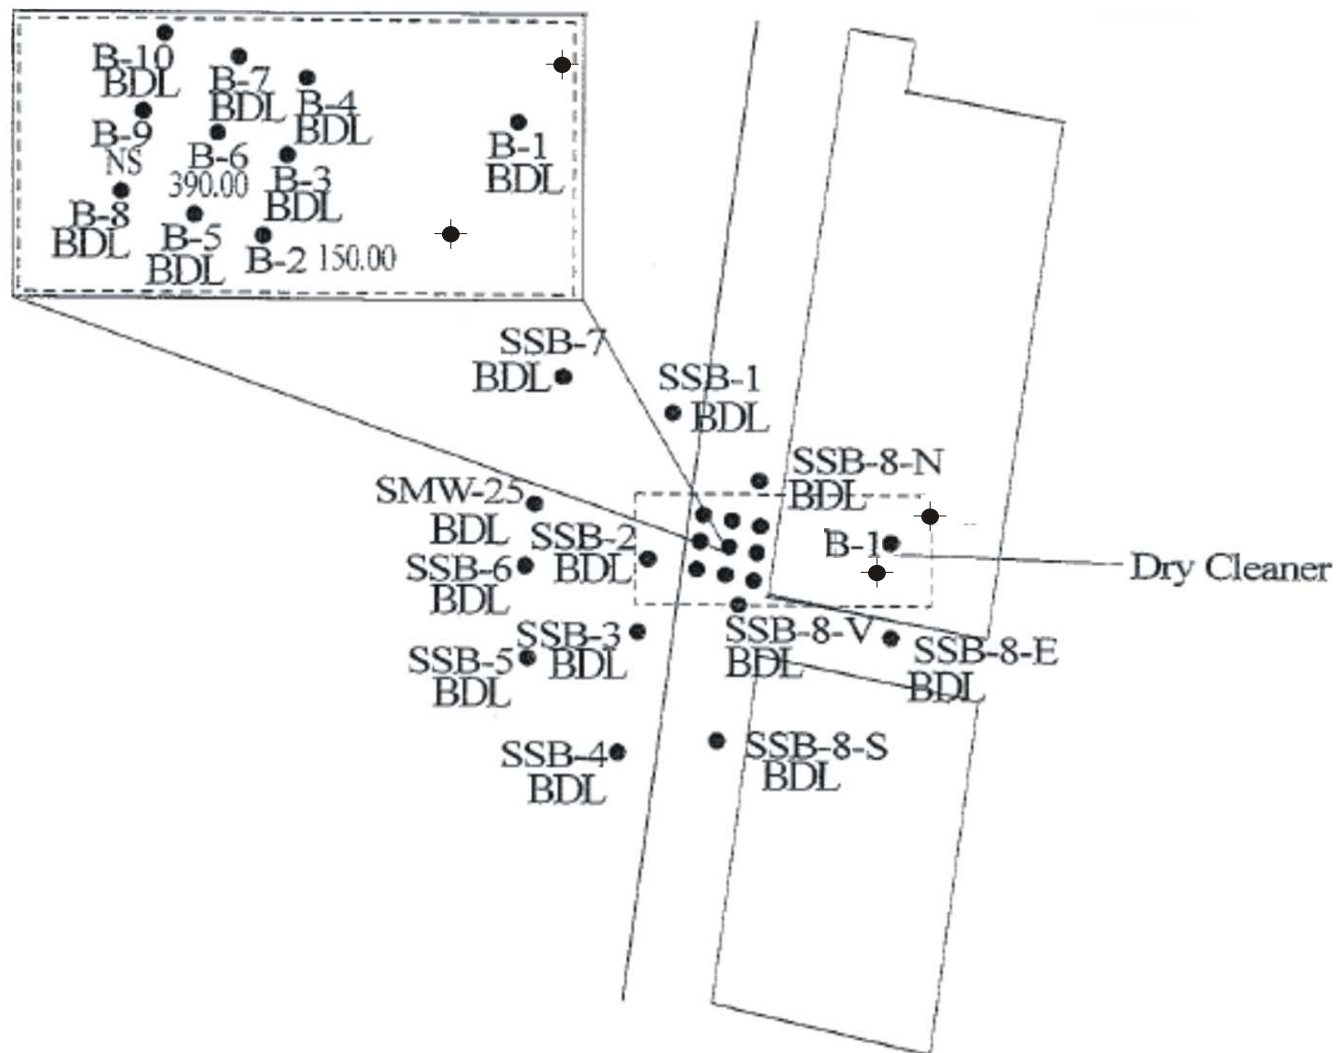 B-10
BDL
B-7
BDL
B-4
BDL
B-9
NS
B-6
390.00
B-3
BDL
B-1
BDL
B-8
BDL
B-5
BDL
B-2 150.00
SSB-7
BDL
SSB-1
BDL
SSB-8-N
BDL
SMW-25
BDL
SSB-2
BDL
B-1
Dry Cleaner
SSB-6
BDL
SSB-3
BDL
SSB-8-V
BDL
SSB-8-E
BDL
SSB-5
BDL
SSB-4
BDL
SSB-8-S
BDL